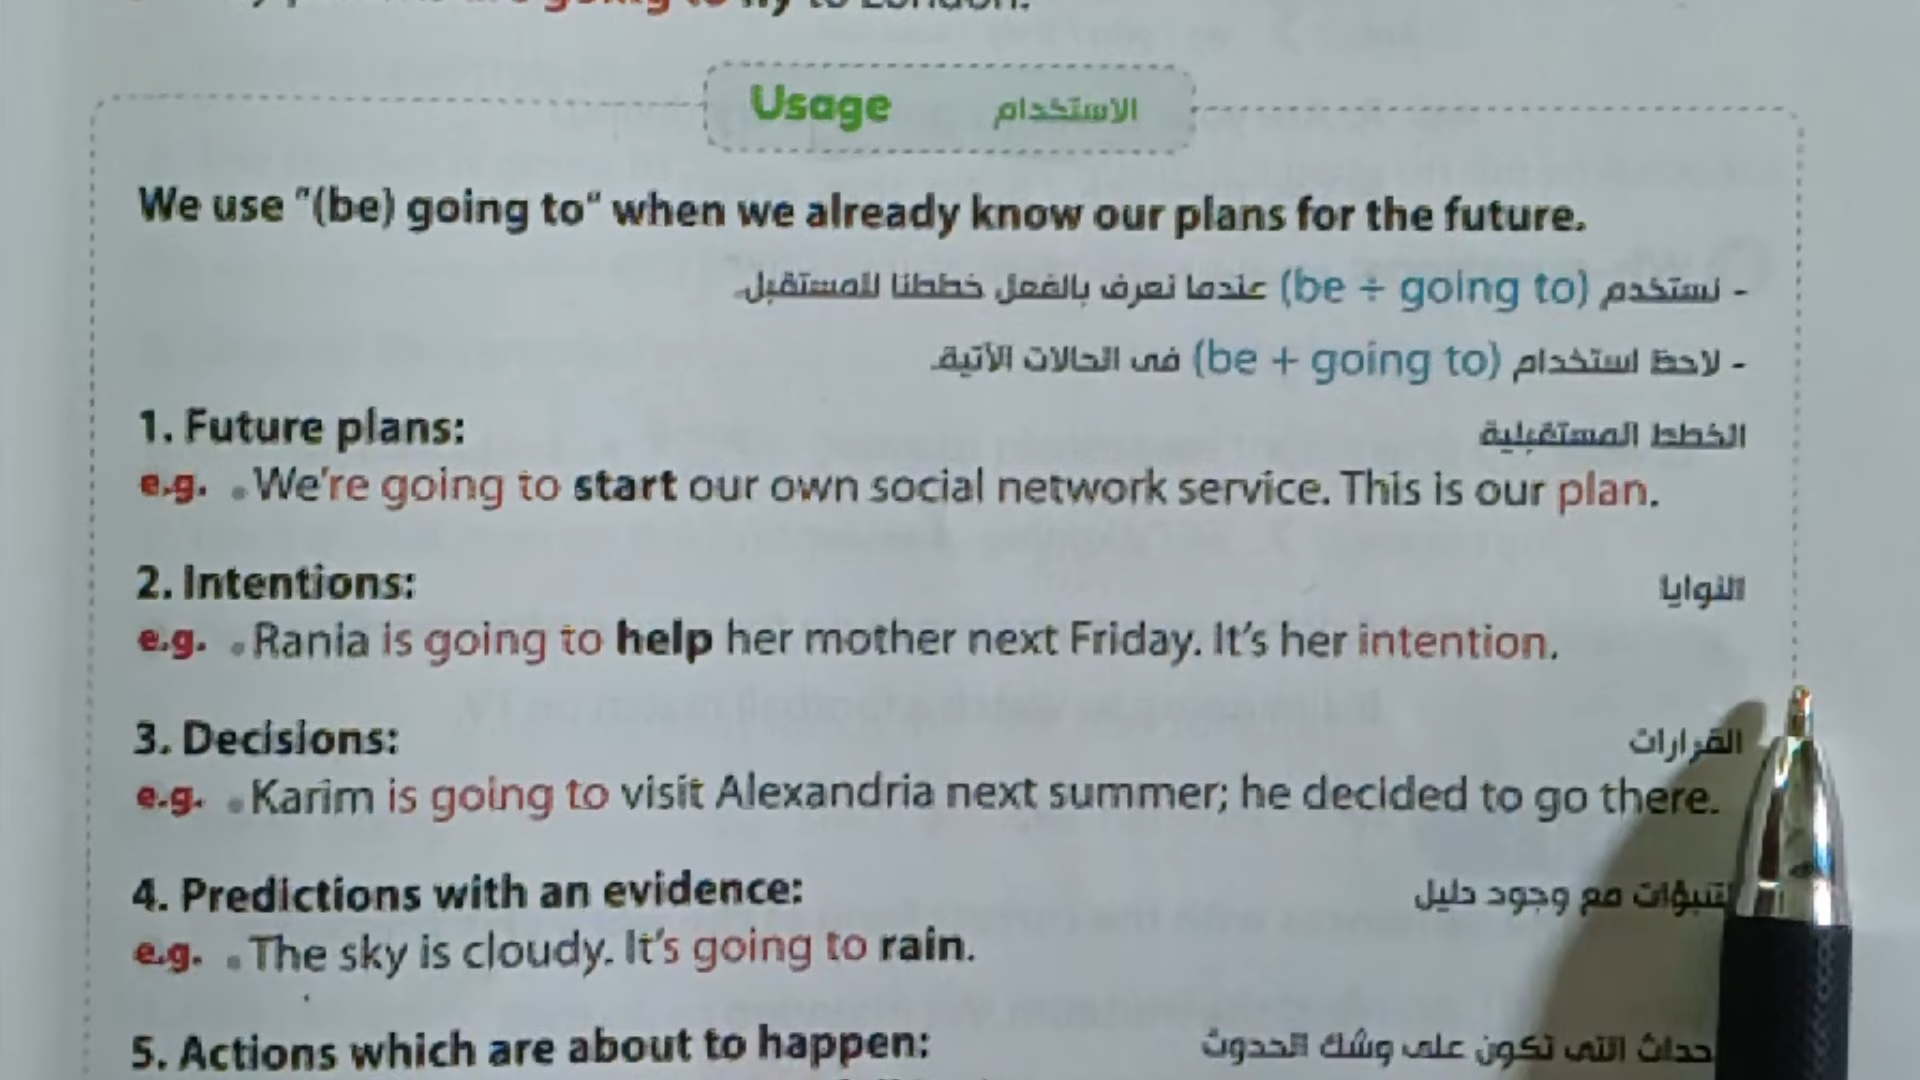 going to fly to London.
Usage الاستخدام
We use "(be) going to" when we already know our plans for the future.
- نستخدم (be + going to) عندما نعرف بالفعل خططنا للمستقبل.
- لاحظ استخدام (be + going to) فى الحالات الآتية.
1. Future plans: الخطط المستقبلية
e.g. • We're going to start our own social network service. This is our plan.
2. Intentions: النوايا
e.g. • Rania is going to help her mother next Friday. It's her intention.
3. Decisions: القرارات
e.g. • Karim is going to visit Alexandria next summer; he decided to go there.
4. Predictions with an evidence: التنبؤات مع وجود دليل
e.g. • The sky is cloudy. It's going to rain.
5. Actions which are about to happen: التى تكون على وشك الحدوث